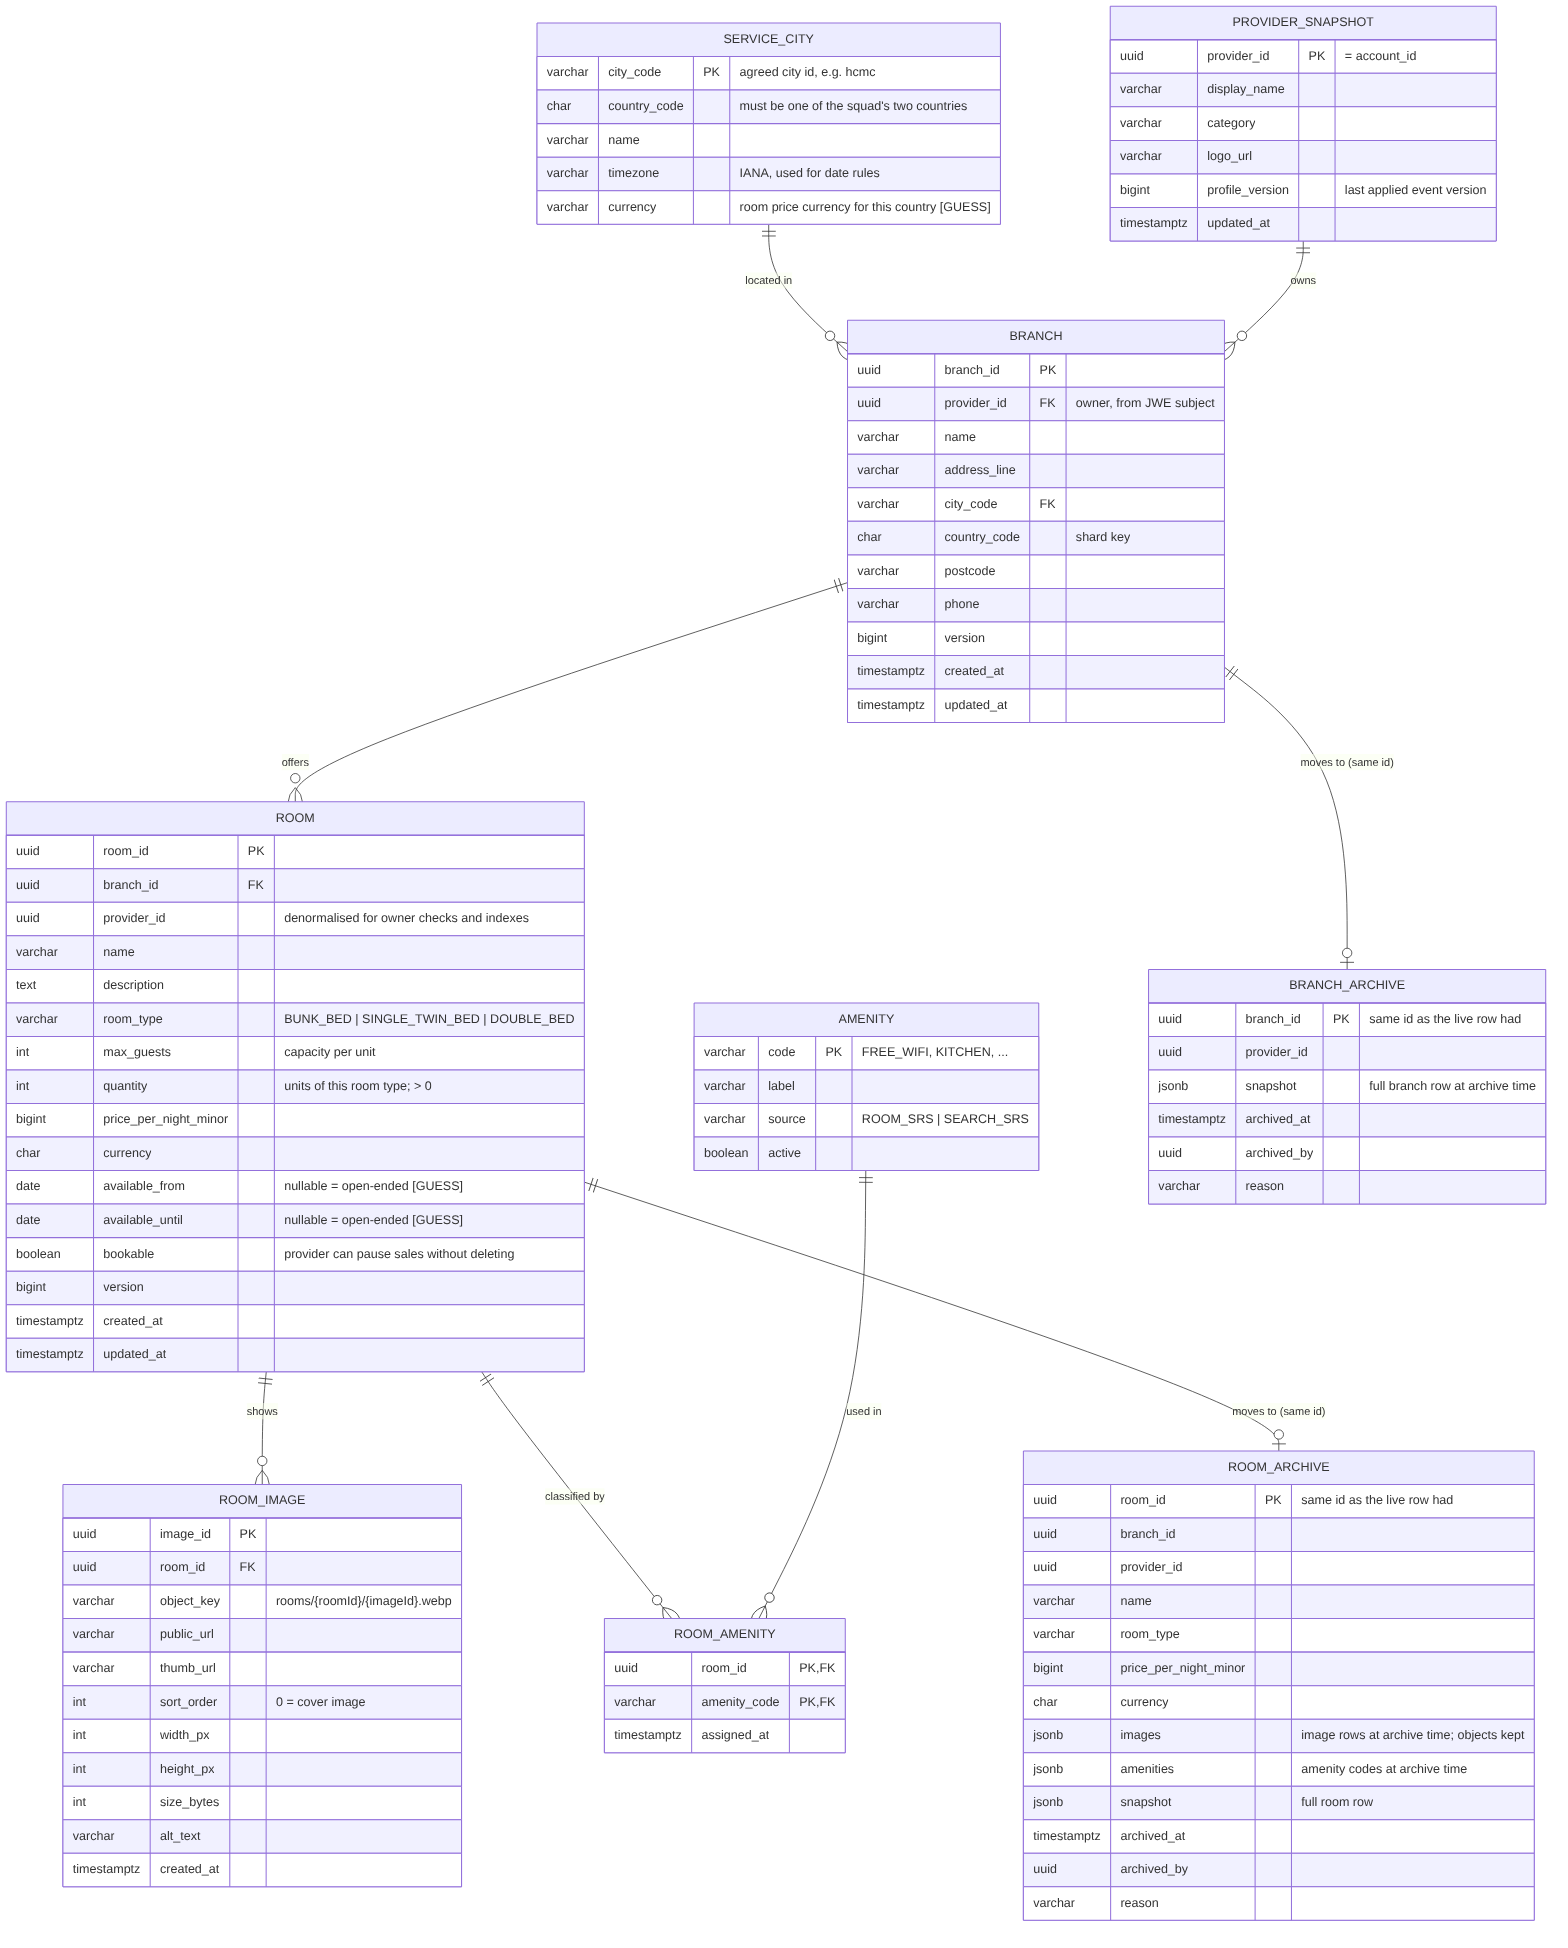 SERVICE_CITY
varchar city_code PK agreed city id, e.g. hcmc
char country_code must be one of the squad's two countries
varchar name
varchar timezone IANA, used for date rules
varchar currency room price currency for this country [GUESS]
PROVIDER_SNAPSHOT
uuid provider_id PK = account_id
varchar display_name
varchar category
varchar logo_url
bigint profile_version last applied event version
timestamptz updated_at
located in
owns
BRANCH
uuid branch_id PK
uuid provider_id FK owner, from JWE subject
varchar name
varchar address_line
varchar city_code FK
char country_code shard key
varchar postcode
varchar phone
bigint version
timestamptz created_at
timestamptz updated_at
offers
moves to (same id)
ROOM
uuid room_id PK
uuid branch_id FK
uuid provider_id denormalised for owner checks and indexes
varchar name
text description
varchar room_type BUNK_BED | SINGLE_TWIN_BED | DOUBLE_BED
int max_guests capacity per unit
int quantity units of this room type; > 0
bigint price_per_night_minor
char currency
date available_from nullable = open-ended [GUESS]
date available_until nullable = open-ended [GUESS]
boolean bookable provider can pause sales without deleting
bigint version
timestamptz created_at
timestamptz updated_at
AMENITY
varchar code PK FREE_WIFI, KITCHEN, ...
varchar label
varchar source ROOM_SRS | SEARCH_SRS
boolean active
BRANCH_ARCHIVE
uuid branch_id PK same id as the live row had
uuid provider_id
jsonb snapshot full branch row at archive time
timestamptz archived_at
uuid archived_by
varchar reason
shows
classified by
used in
moves to (same id)
ROOM_IMAGE
uuid image_id PK
uuid room_id FK
varchar object_key rooms/{roomId}/{imageId}.webp
varchar public_url
varchar thumb_url
int sort_order 0 = cover image
int width_px
int height_px
int size_bytes
varchar alt_text
timestamptz created_at
ROOM_AMENITY
uuid room_id PK,FK
varchar amenity_code PK,FK
timestamptz assigned_at
ROOM_ARCHIVE
uuid room_id PK same id as the live row had
uuid branch_id
uuid provider_id
varchar name
varchar room_type
bigint price_per_night_minor
char currency
jsonb images image rows at archive time; objects kept
jsonb amenities amenity codes at archive time
jsonb snapshot full room row
timestamptz archived_at
uuid archived_by
varchar reason